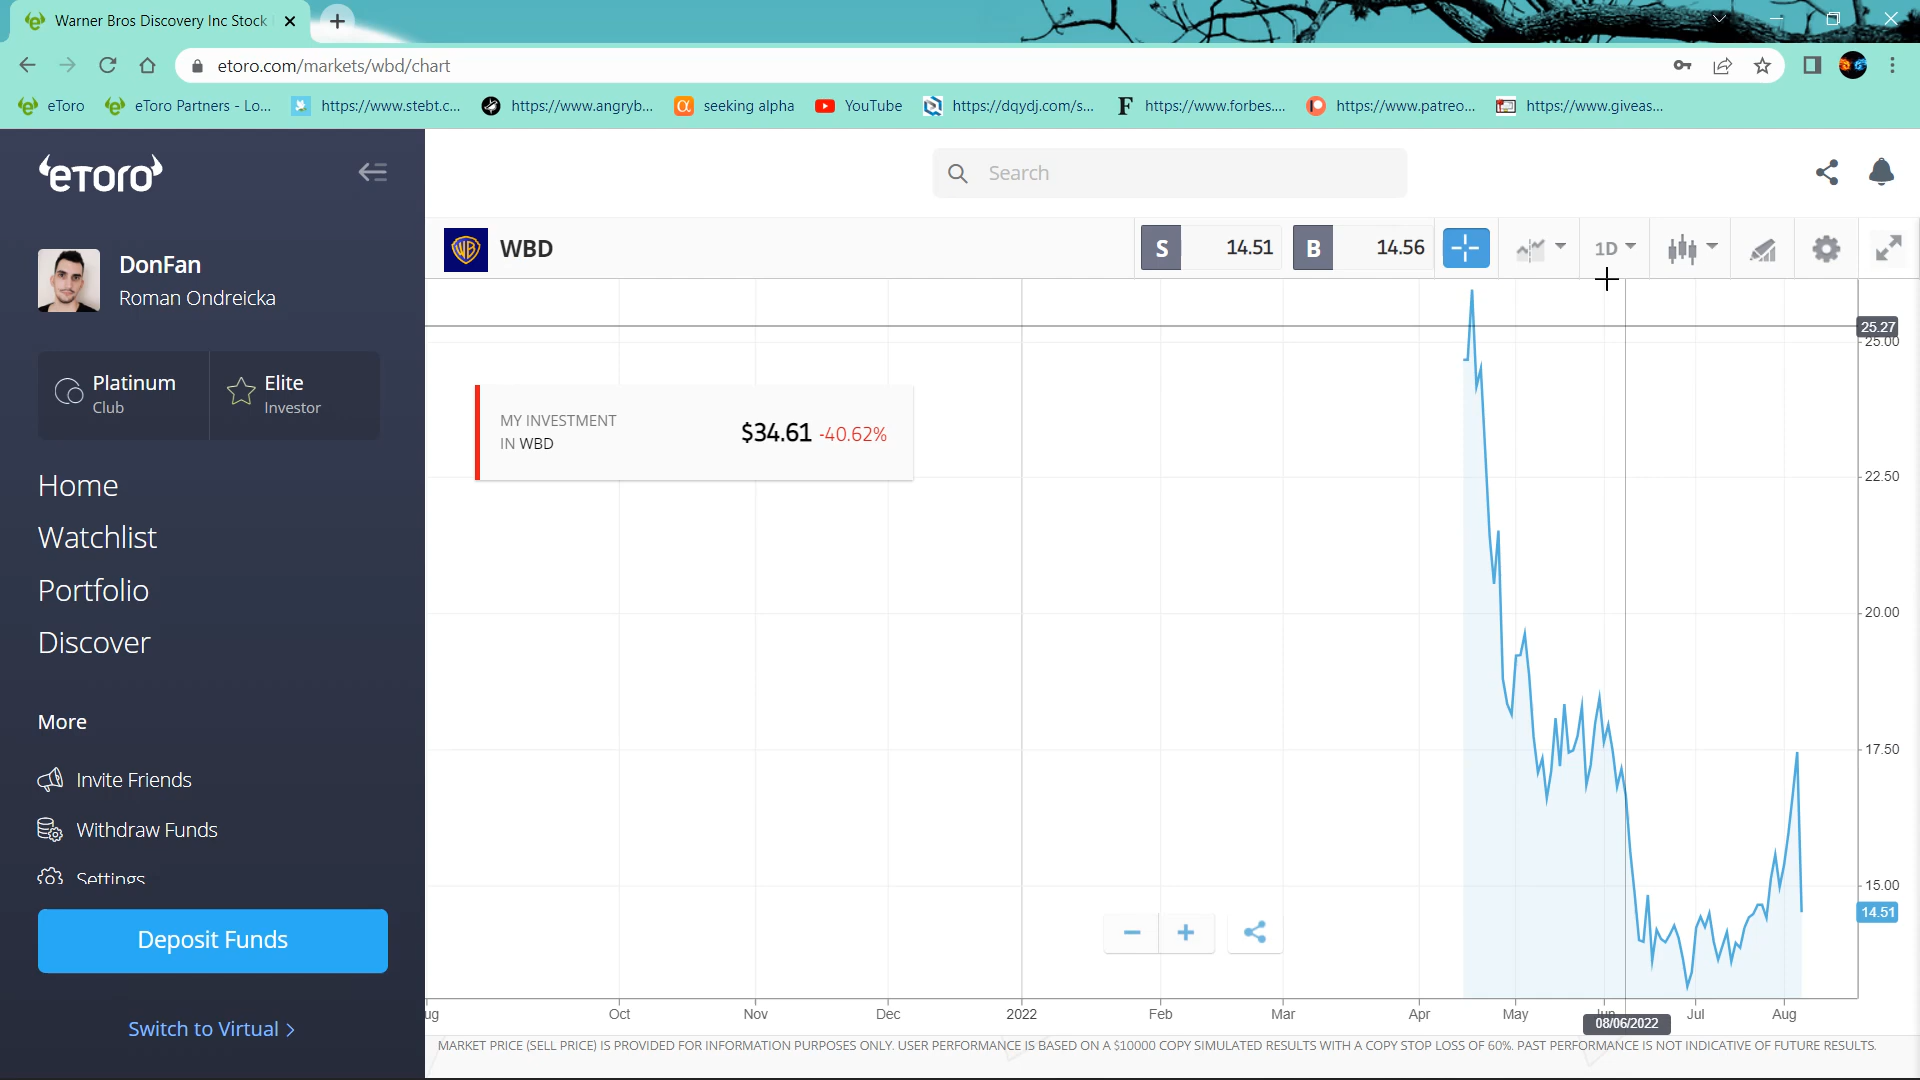 Warner Bros Discovery Inc Stock
etoro.com/markets/wbd/chart
eToro
eToro Partners - Lo...
https://www.stebt.c...
https://www.angryb...
seeking alpha
YouTube
https://dqydj.com/s...
https://www.forbes....
https://www.patreo...
https://www.giveas...
eToro
Search
DonFan
Roman Ondreicka
Platinum
Club
Elite
Investor
Home
Watchlist
Portfolio
Discover
More
Invite Friends
Withdraw Funds
Settings
Deposit Funds
Switch to Virtual >
WBD
S 14.51
B 14.56
1D
MY INVESTMENT
IN WBD
$34.61 -40.62%
25.27
25.00
22.50
20.00
17.50
15.00
14.51
ug
Oct
Nov
Dec
2022
Feb
Mar
Apr
May
Jun
Jul
Aug
08/06/2022
MARKET PRICE (SELL PRICE) IS PROVIDED FOR INFORMATION PURPOSES ONLY. USER PERFORMANCE IS BASED ON A $10000 COPY SIMULATED RESULTS WITH A COPY STOP LOSS OF 60%. PAST PERFORMANCE IS NOT INDICATIVE OF FUTURE RESULTS.